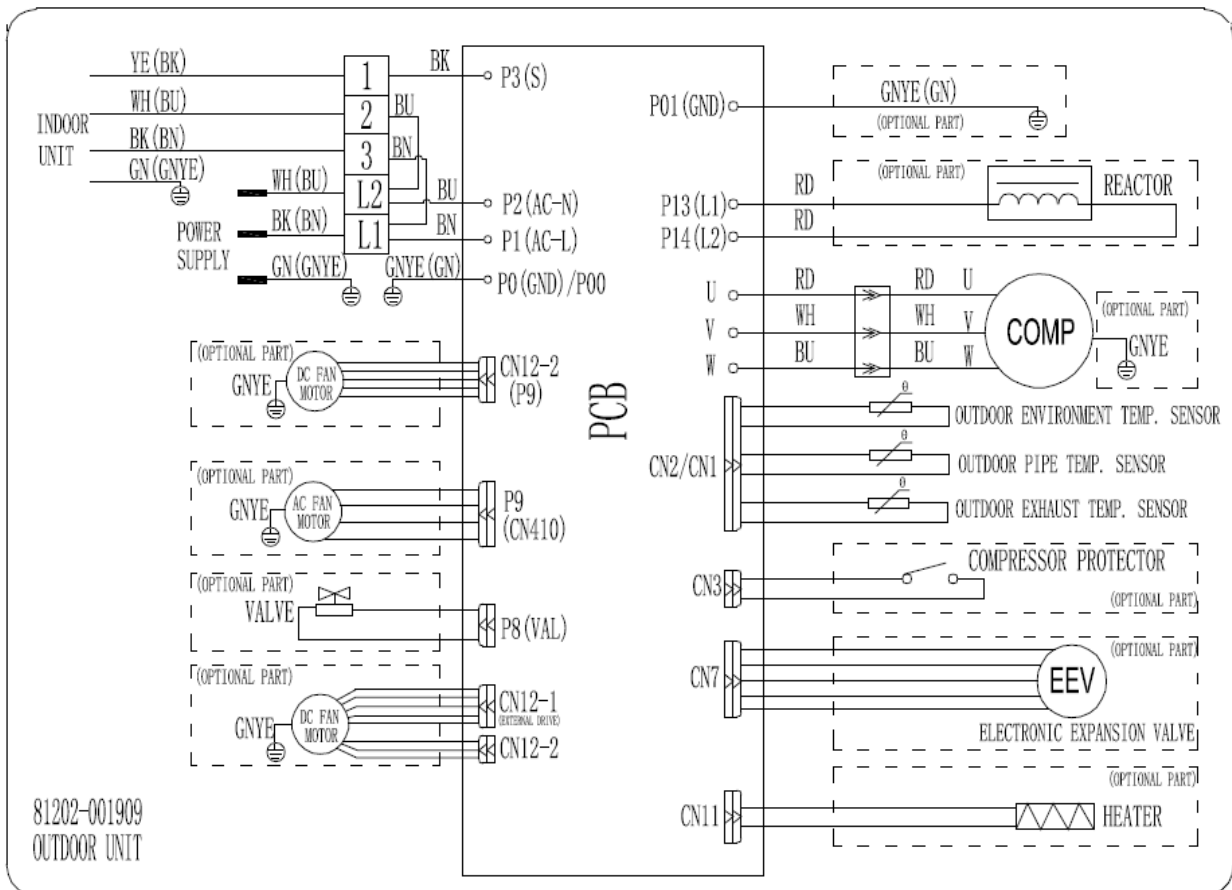 YE(BK)
WH(BU)
BK(BN)
GN(GNYE)
INDOOR
UNIT
1
2
3
L2
L1
BK
BU
BN
BU
BN
P3(S)
P2(AC-N)
P1(AC-L)
P0(GND)/P00
WH(BU)
BK(BN)
GN(GNYE)
GNYE(GN)
POWER
SUPPLY
(OPTIONAL PART)
GNYE
DC FAN
MOTOR
CN12-2
(P9)
(OPTIONAL PART)
GNYE
AC FAN
MOTOR
P9
(CN410)
(OPTIONAL PART)
VALVE
P8(VAL)
(OPTIONAL PART)
GNYE
DC FAN
MOTOR
CN12-1
(EXTERNAL DRIVE)
CN12-2
81202-001909
OUTDOOR UNIT
PCB
P01(GND)
GNYE(GN)
(OPTIONAL PART)
(OPTIONAL PART)
P13(L1)
RD
REACTOR
P14(L2)
RD
U
RD
RD
U
V
WH
WH
V
W
BU
BU
W
COMP
(OPTIONAL PART)
GNYE
CN2/CN1
θ
OUTDOOR ENVIRONMENT TEMP. SENSOR
θ
OUTDOOR PIPE TEMP. SENSOR
θ
OUTDOOR EXHAUST TEMP. SENSOR
CN3
COMPRESSOR PROTECTOR
(OPTIONAL PART)
CN7
(OPTIONAL PART)
EEV
ELECTRONIC EXPANSION VALVE
(OPTIONAL PART)
CN11
HEATER